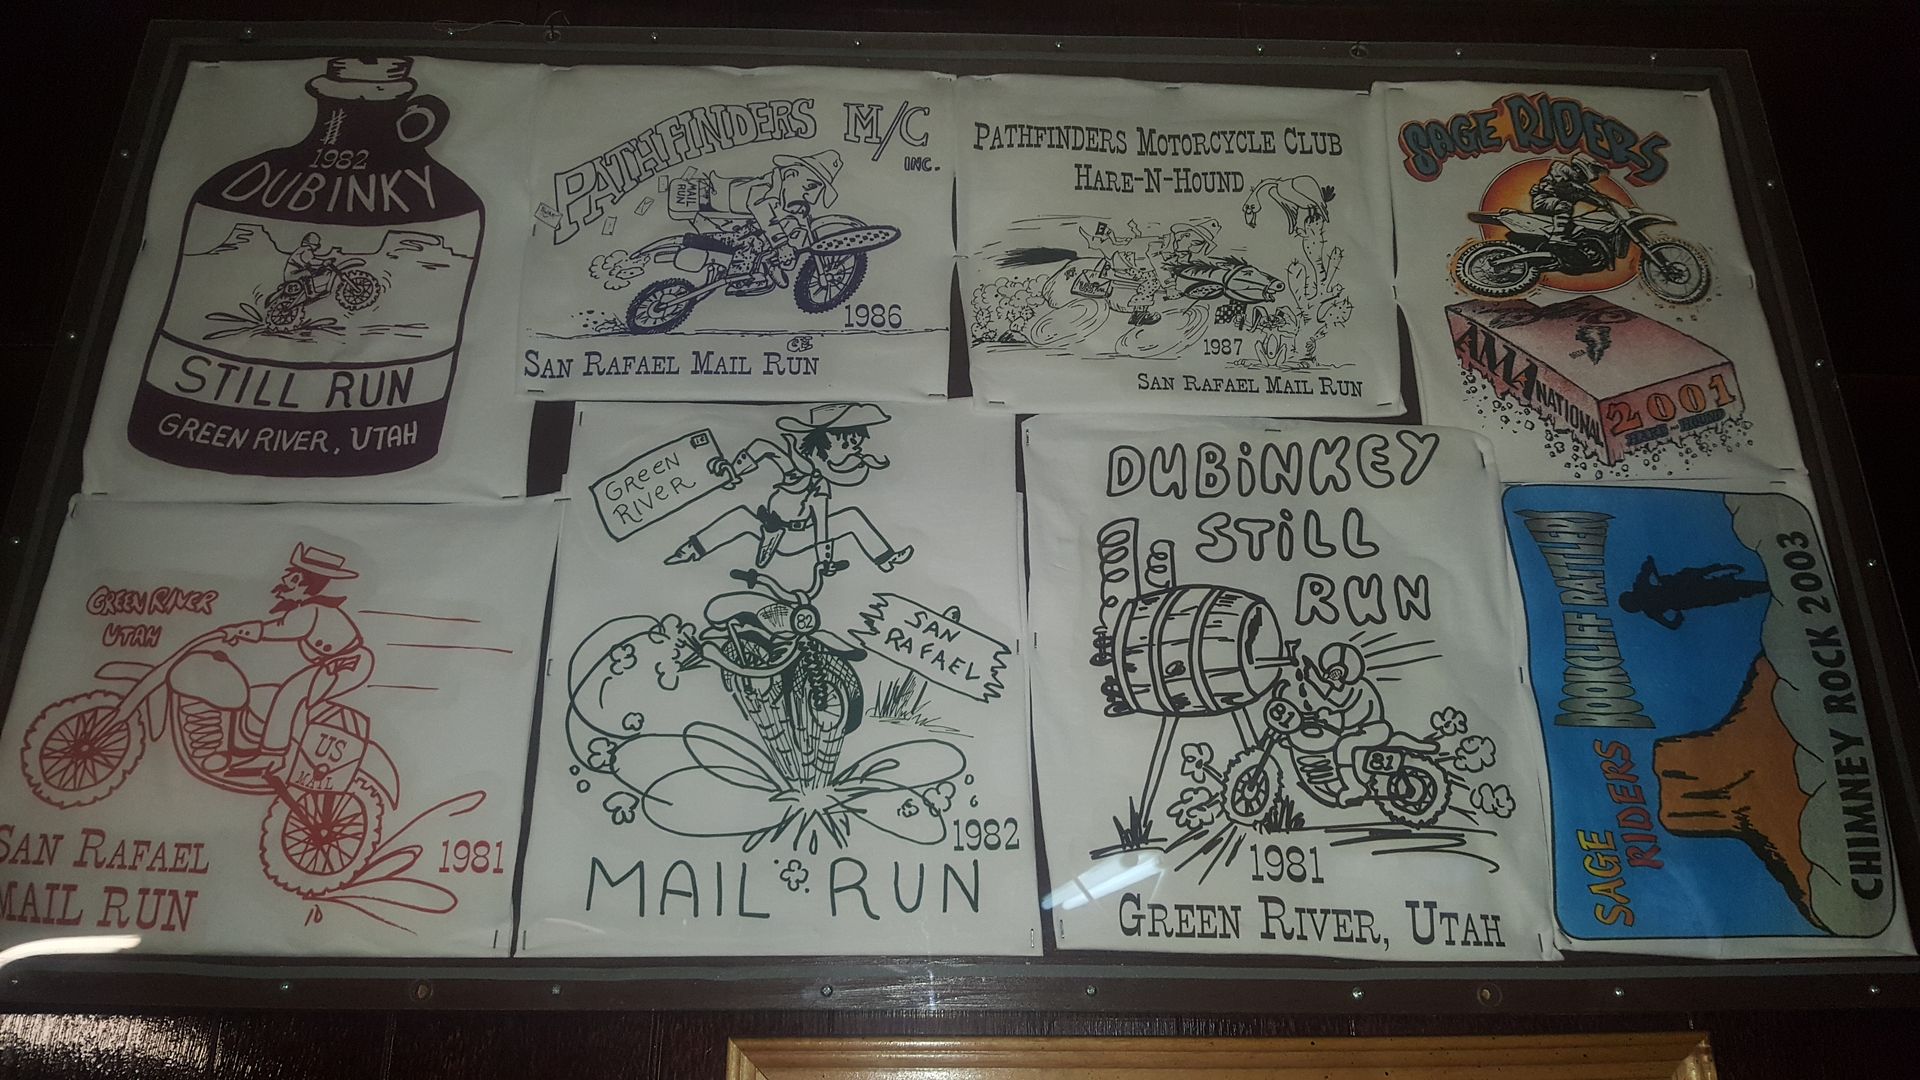 1982
DUBINKY
STILL RUN
GREEN RIVER, UTAH
PATHFINDERS M/C
INC.
MAIL
RUN
1986
SAN RAFAEL MAIL RUN
PATHFINDERS MOTORCYCLE CLUB
HARE-N-HOUND
1987
SAN RAFAEL MAIL RUN
SAGE RIDERS
AMA NATIONAL
2001
HARE AND HOUND
GREEN RIVER
UTAH
US
MAIL
SAN RAFAEL
MAIL RUN
1981
GREEN
RIVER
82
SAN
RAFAEL
1982
MAIL RUN
DUBiNKEY
STiLL
RUN
81
81
1981
GREEN RIVER, UTAH
SAGE
RIDERS
BOOKCLIFF RATTLER
CHIMNEY ROCK 2003